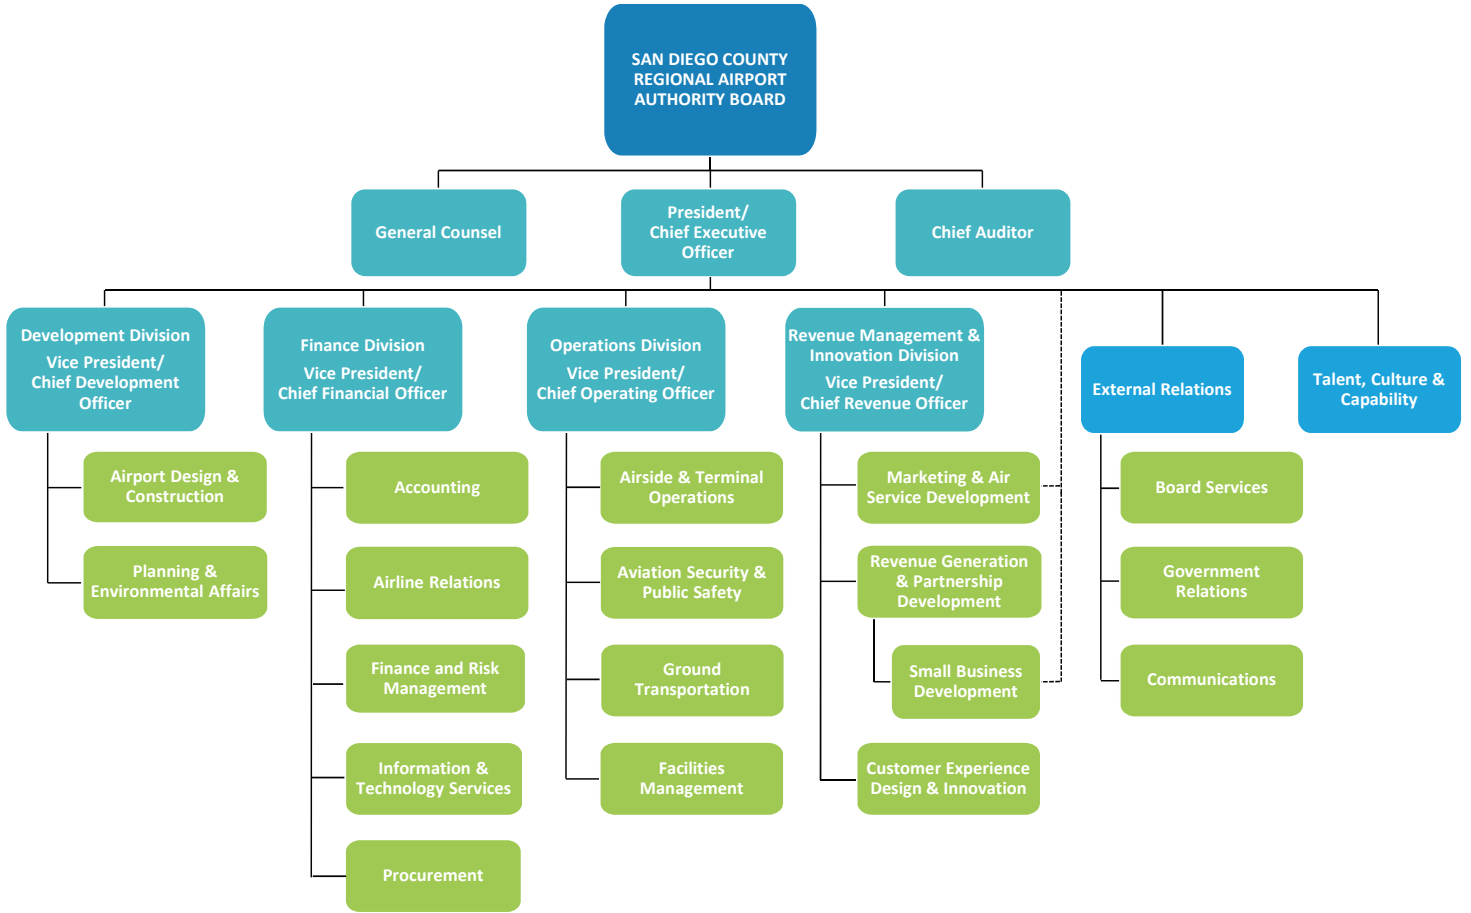 SAN DIEGO COUNTY
REGIONAL AIRPORT
AUTHORITY BOARD
General Counsel
President/
Chief Executive
Officer
Chief Auditor
Development Division
Vice President/
Chief Development
Officer
Finance Division
Vice President/
Chief Financial Officer
Operations Division
Vice President/
Chief Operating Officer
Revenue Management &
Innovation Division
Vice President/
Chief Revenue Officer
External Relations
Talent, Culture &
Capability
Airport Design &
Construction
Planning &
Environmental Affairs
Accounting
Airline Relations
Finance and Risk
Management
Information &
Technology Services
Procurement
Airside & Terminal
Operations
Aviation Security &
Public Safety
Ground
Transportation
Facilities
Management
Marketing & Air
Service Development
Revenue Generation
& Partnership
Development
Small Business
Development
Customer Experience
Design & Innovation
Board Services
Government
Relations
Communications